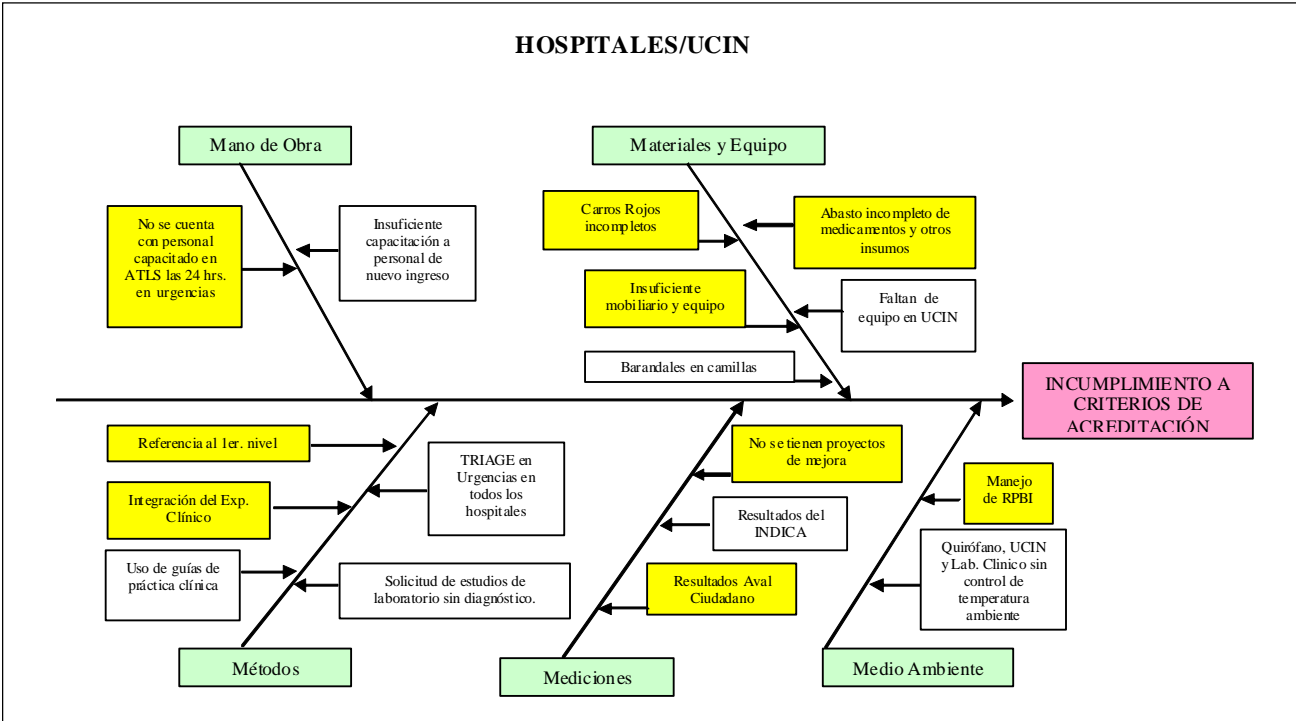 HOSPITALES/UCIN
Mano de Obra
Materiales y Equipo
No se cuenta
con personal
capacitado en
ATLS las 24 hrs.
en urgencias
Insuficiente
capacitación a
personal de
nuevo ingreso
Carros Rojos
incompletos
Abasto incompleto de
medicamentos y otros
insumos
Insuficiente
mobiliario y equipo
Faltan de
equipo en UCIN
Barandales en camillas
INCUMPLIMIENTO A
CRITERIOS DE
ACREDITACIÓN
Referencia al 1er. nivel
TRIAGE en
Urgencias en
todos los
hospitales
Integración del Exp.
Clínico
Uso de guías de
práctica clínica
Solicitud de estudios de
laboratorio sin diagnóstico.
No se tienen proyectos
de mejora
Resultados del
INDICA
Resultados Aval
Ciudadano
Manejo
de RPBI
Quirófano, UCIN
y Lab. Clinico sin
control de
temperatura
ambiente
Métodos
Mediciones
Medio Ambiente